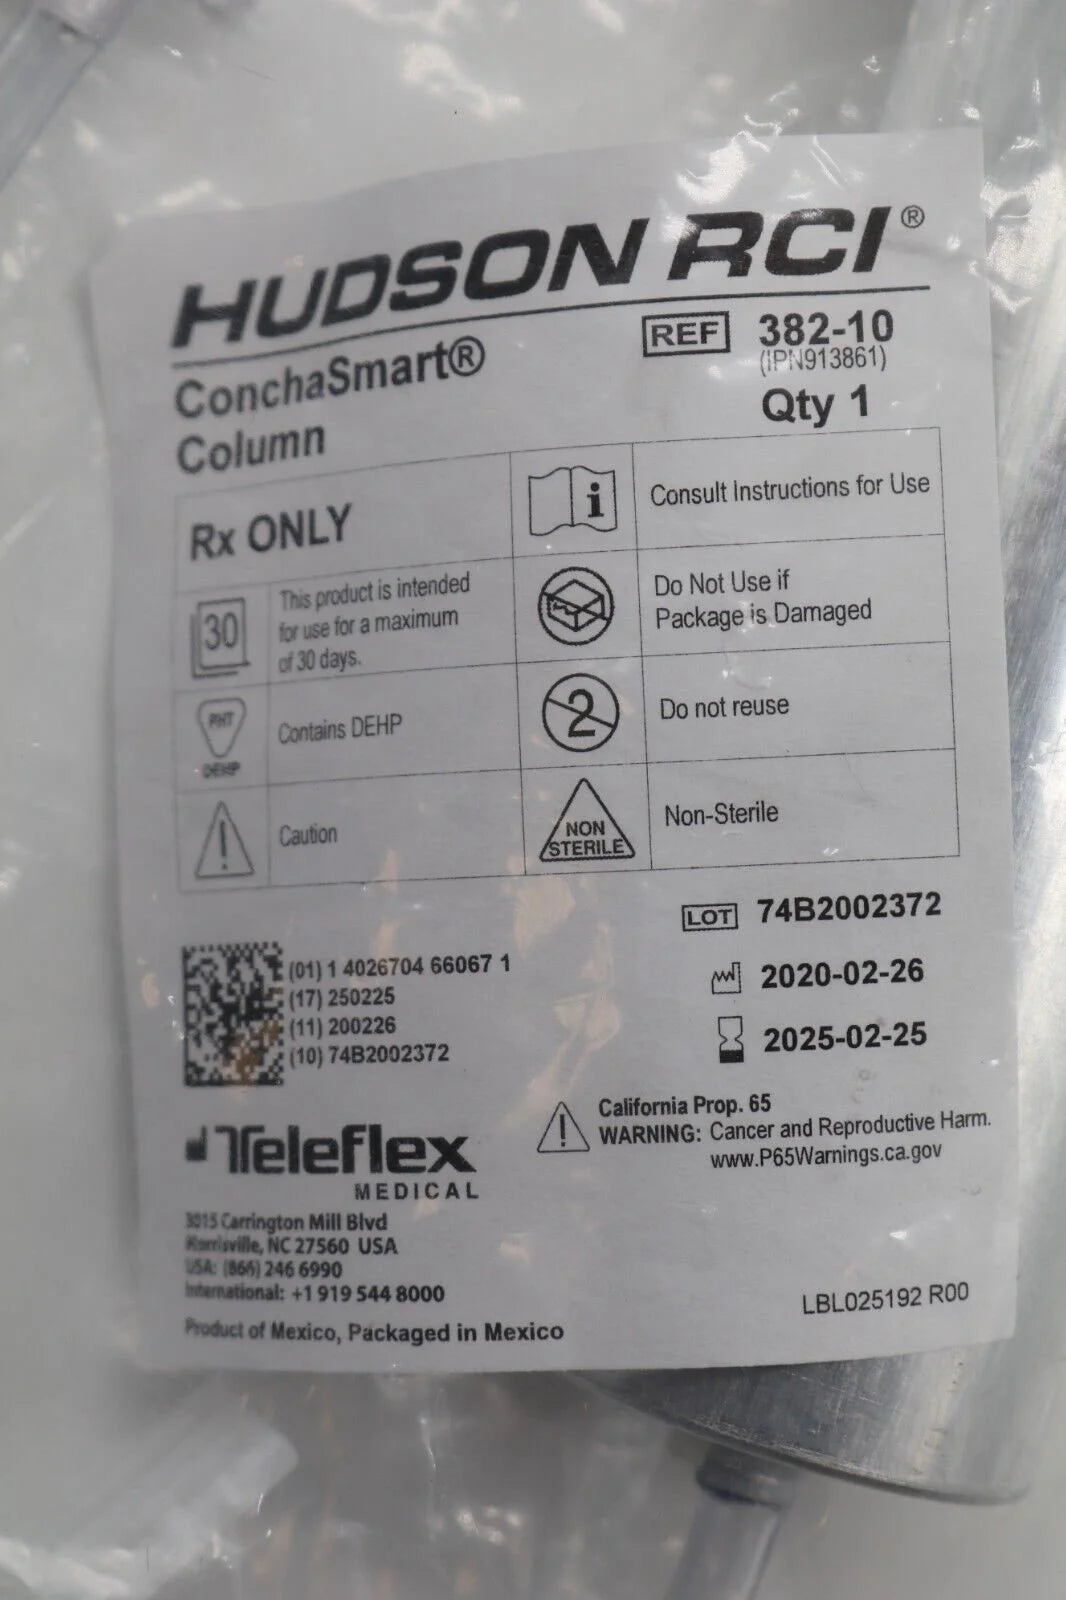 HUDSON RCI®
ConchaSmart®
Column
REF 382-10
(IPN913861)
Qty 1
Rx ONLY
Consult Instructions for Use
30
This product is intended
for use for a maximum
of 30 days.
Do Not Use if
Package is Damaged
PHT
DEHP
Contains DEHP
2
Do not reuse
Caution
NON
STERILE
Non-Sterile
LOT 74B2002372
2020-02-26
2025-02-25
(01) 1 4026704 66067 1
(17) 250225
(11) 200226
(10) 74B2002372
California Prop. 65
WARNING: Cancer and Reproductive Harm.
www.P65Warnings.ca.gov
Teleflex
MEDICAL
3015 Carrington Mill Blvd
Morrisville, NC 27560 USA
USA: (866) 246 6990
International: +1 919 544 8000
Product of Mexico, Packaged in Mexico
LBL025192 R00